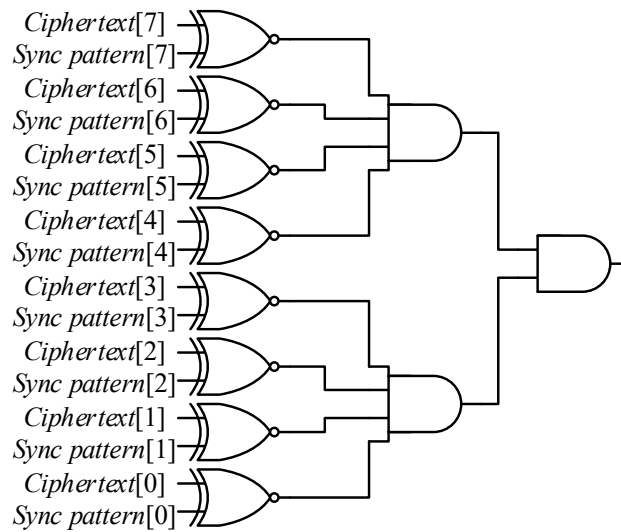 Ciphertext[7]
Sync pattern[7]
Ciphertext[6]
Sync pattern[6]
Ciphertext[5]
Sync pattern[5]
Ciphertext[4]
Sync pattern[4]
Ciphertext[3]
Sync pattern[3]
Ciphertext[2]
Sync pattern[2]
Ciphertext[1]
Sync pattern[1]
Ciphertext[0]
Sync pattern[0]